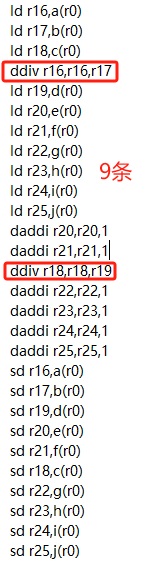 ld r16,a(r0)
ld r17,b(r0)
ld r18,c(r0)
ddiv r16,r16,r17
ld r19,d(r0)
ld r20,e(r0)
ld r21,f(r0)
ld r22,g(r0)
ld r23,h(r0) 9条
ld r24,i(r0)
ld r25,j(r0)
daddi r20,r20,1
daddi r21,r21,1
ddiv r18,r18,r19
daddi r22,r22,1
daddi r23,r23,1
daddi r24,r24,1
daddi r25,r25,1
sd r16,a(r0)
sd r17,b(r0)
sd r19,d(r0)
sd r20,e(r0)
sd r21,f(r0)
sd r18,c(r0)
sd r22,g(r0)
sd r23,h(r0)
sd r24,i(r0)
sd r25,j(r0)